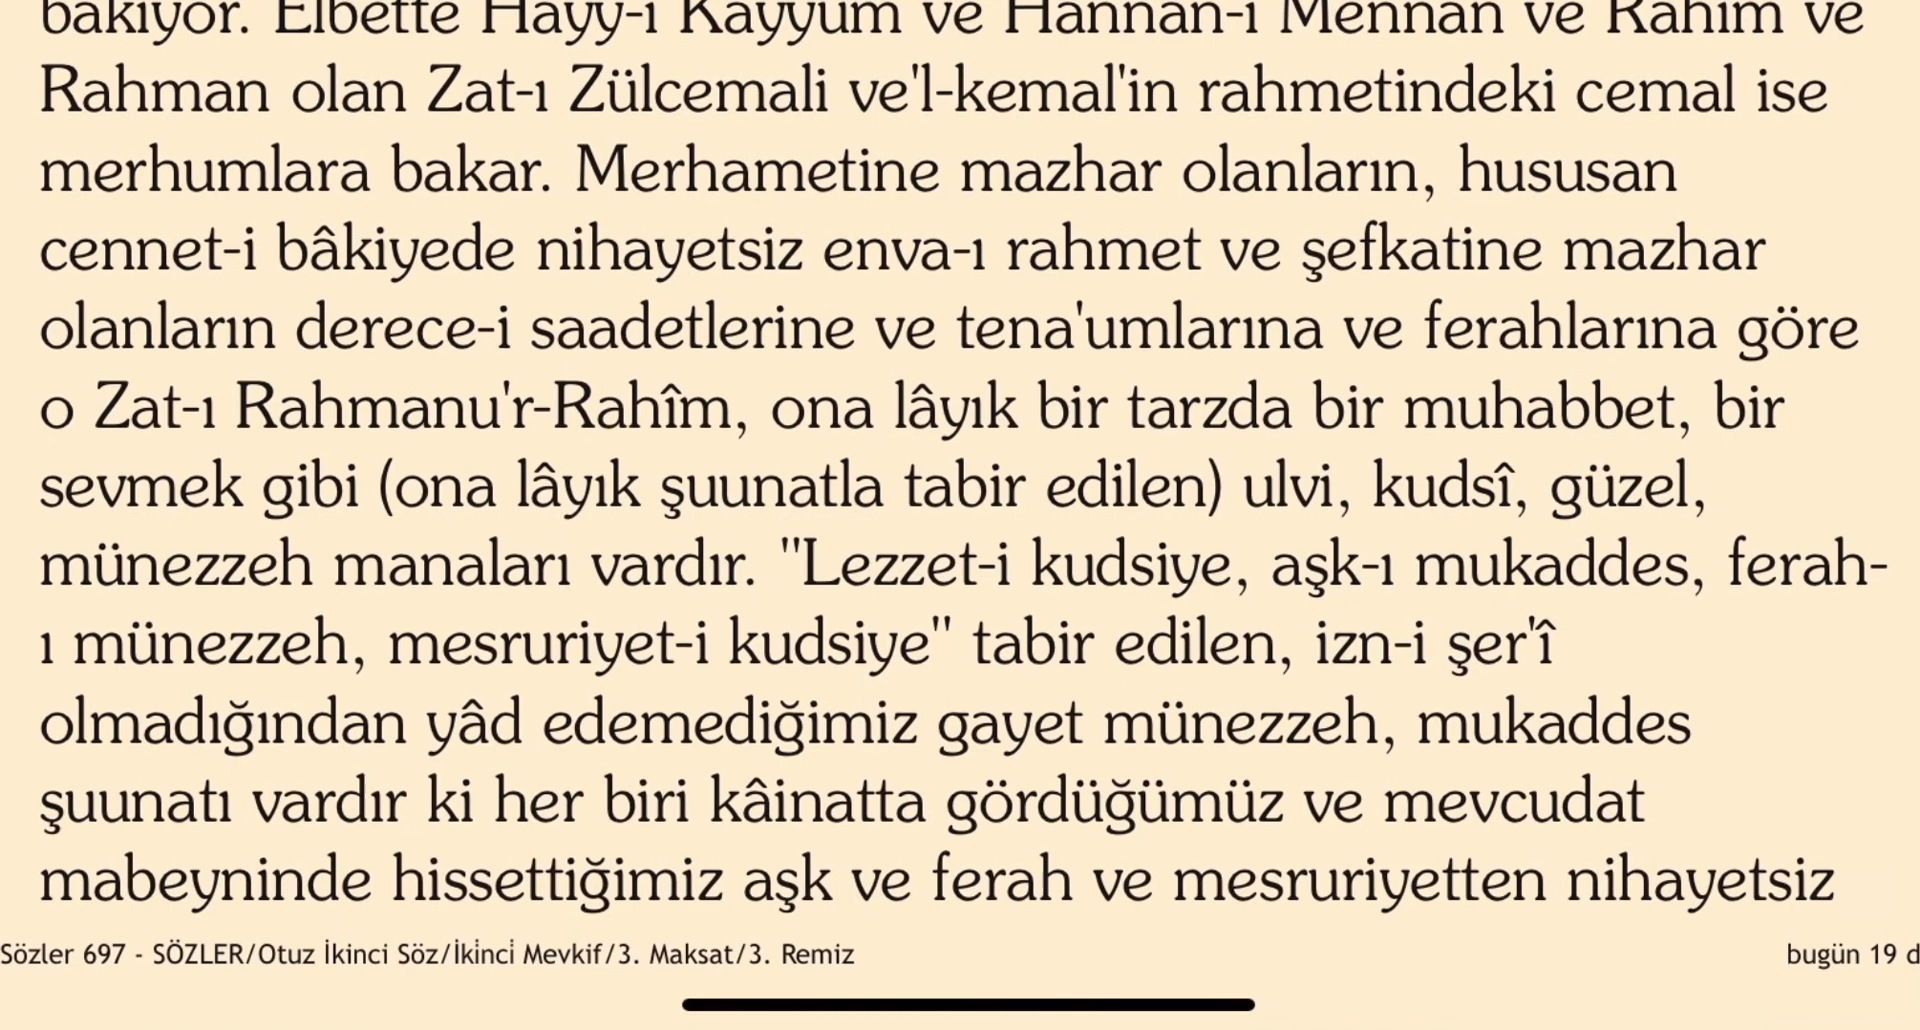 bakıyor. Elbette Hayy-ı Kayyum ve Hannan-ı Mennan ve Rahîm ve
Rahman olan Zat-ı Zülcemali ve'l-kemal'in rahmetindeki cemal ise
merhumlara bakar. Merhametine mazhar olanların, hususan
cennet-i bâkiyede nihayetsiz enva-ı rahmet ve şefkatine mazhar
olanların derece-i saadetlerine ve tena'umlarına ve ferahlarına göre
o Zat-ı Rahmanu'r-Rahîm, ona lâyık bir tarzda bir muhabbet, bir
sevmek gibi (ona lâyık şuunatla tabir edilen) ulvi, kudsî, güzel,
münezzeh manaları vardır. "Lezzet-i kudsiye, aşk-ı mukaddes, ferah-
ı münezzeh, mesruriyet-i kudsiye" tabir edilen, izn-i şer'î
olmadığından yâd edemediğimiz gayet münezzeh, mukaddes
şuunatı vardır ki her biri kâinatta gördüğümüz ve mevcudat
mabeyninde hissettiğimiz aşk ve ferah ve mesruriyetten nihayetsiz
Sözler 697 - SÖZLER/Otuz İkinci Söz/İkinci Mevkif/3. Maksat/3. Remiz
bugün 19 d